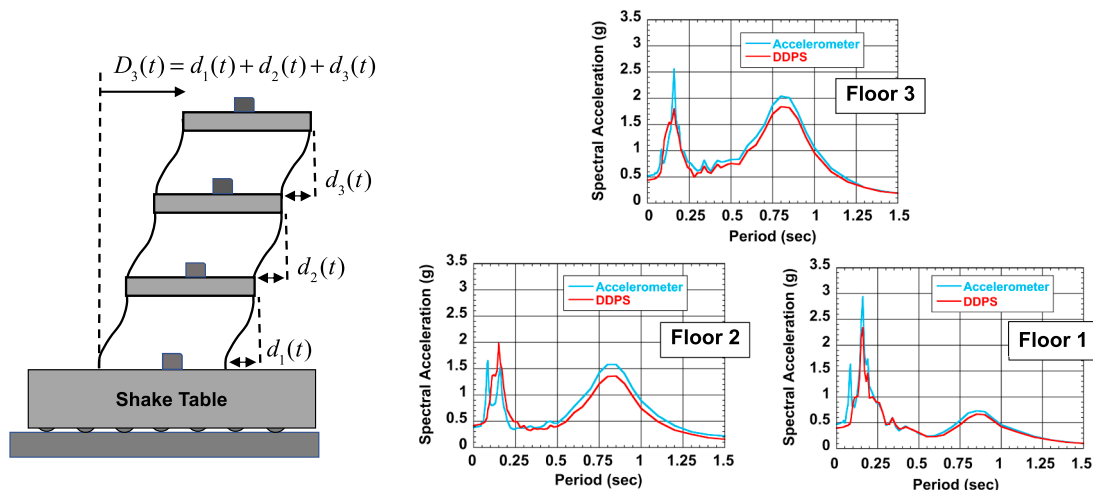 D₃(t) = d₁(t) + d₂(t) + d₃(t)
d₃(t)
d₂(t)
d₁(t)
Shake Table
3.5
3
2.5
2
1.5
1
0.5
0
Spectral Acceleration (g)
Accelerometer
DDPS
Floor 3
0 0.25 0.5 0.75 1 1.25 1.5
Period (sec)
3.5
3
2.5
2
1.5
1
0.5
0
Spectral Acceleration (g)
Accelerometer
DDPS
Floor 2
0 0.25 0.5 0.75 1 1.25 1.5
Period (sec)
3.5
3
2.5
2
1.5
1
0.5
0
Spectral Acceleration (g)
Accelerometer
DDPS
Floor 1
0 0.25 0.5 0.75 1 1.25 1.5
Period (sec)